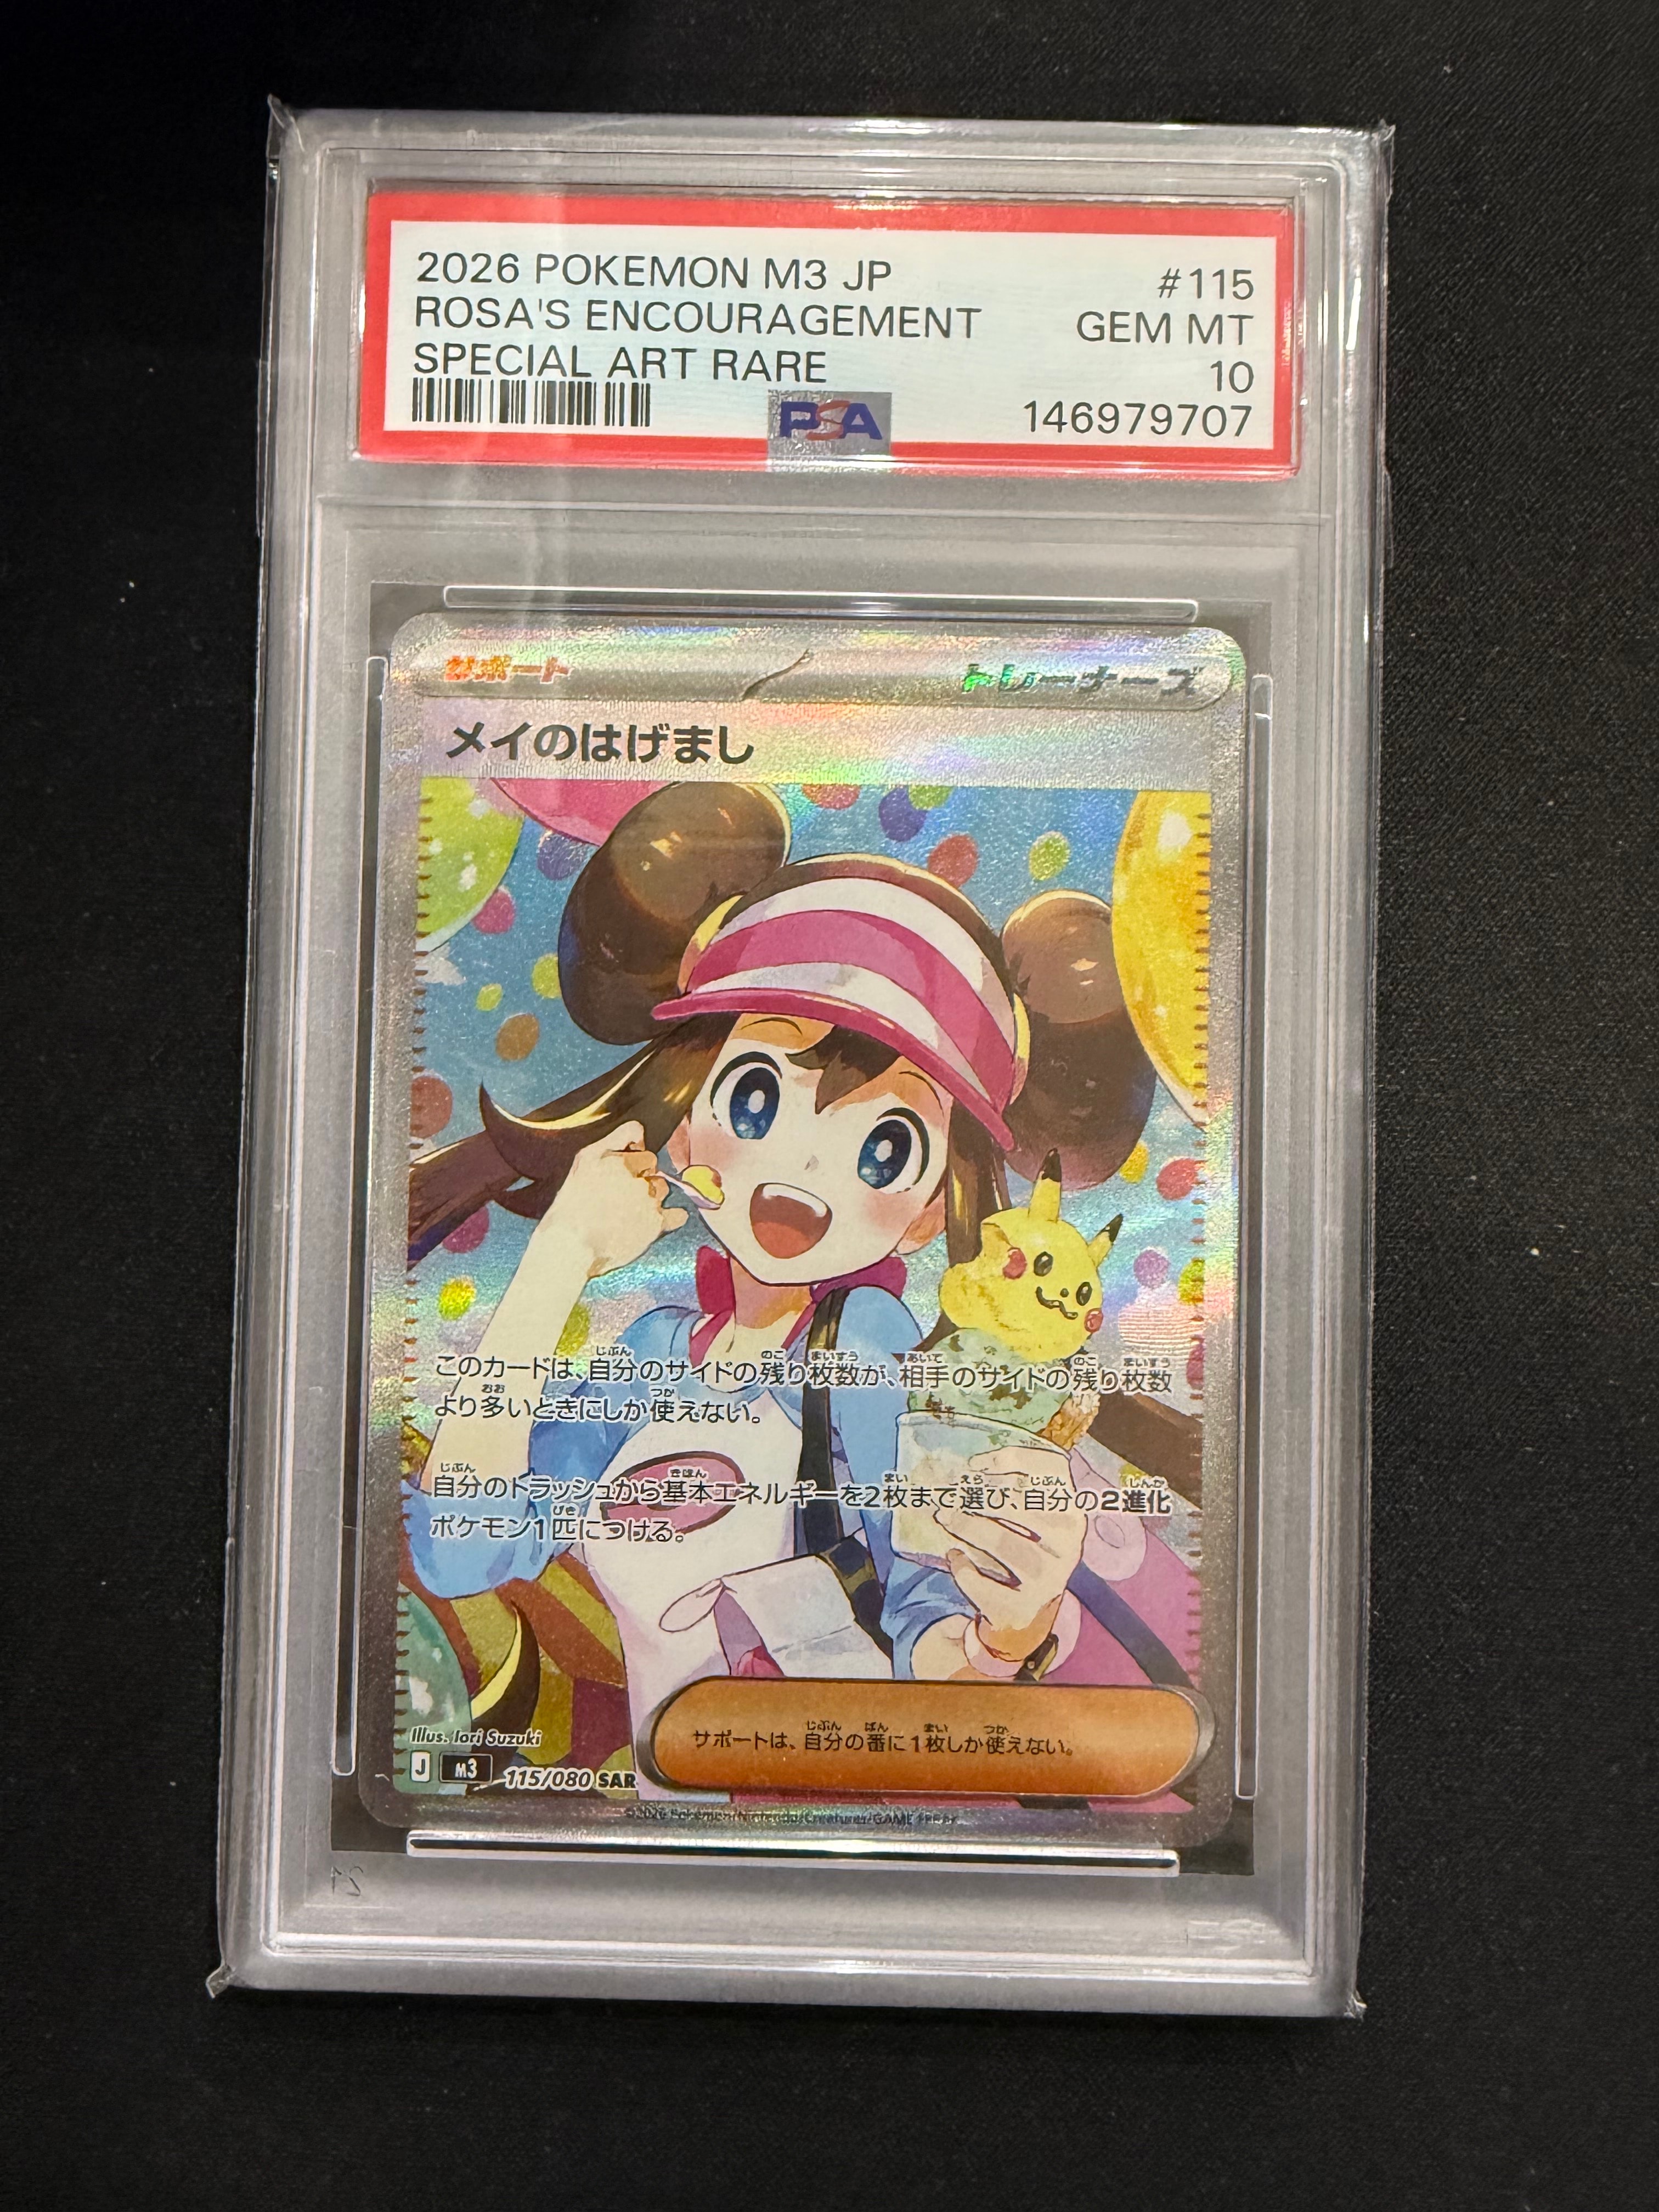 2026 POKEMON M3 JP #115
ROSA'S ENCOURAGEMENT GEM MT
SPECIAL ART RARE 10
PSA 146979707
サポート トレーナーズ
メイのはげまし
このカードは、自分のサイドの残り枚数が、相手のサイドの残り枚数
より多いときにしか使えない。
自分のトラッシュから基本エネルギーを2枚まで選び、自分の2進化
ポケモン1匹につける。
サポートは、自分の番に1枚しか使えない。
Illus. Iori Suzuki
J M3 115/080 SAR
©2026 Pokémon/Nintendo/Creatures/GAME FREAK